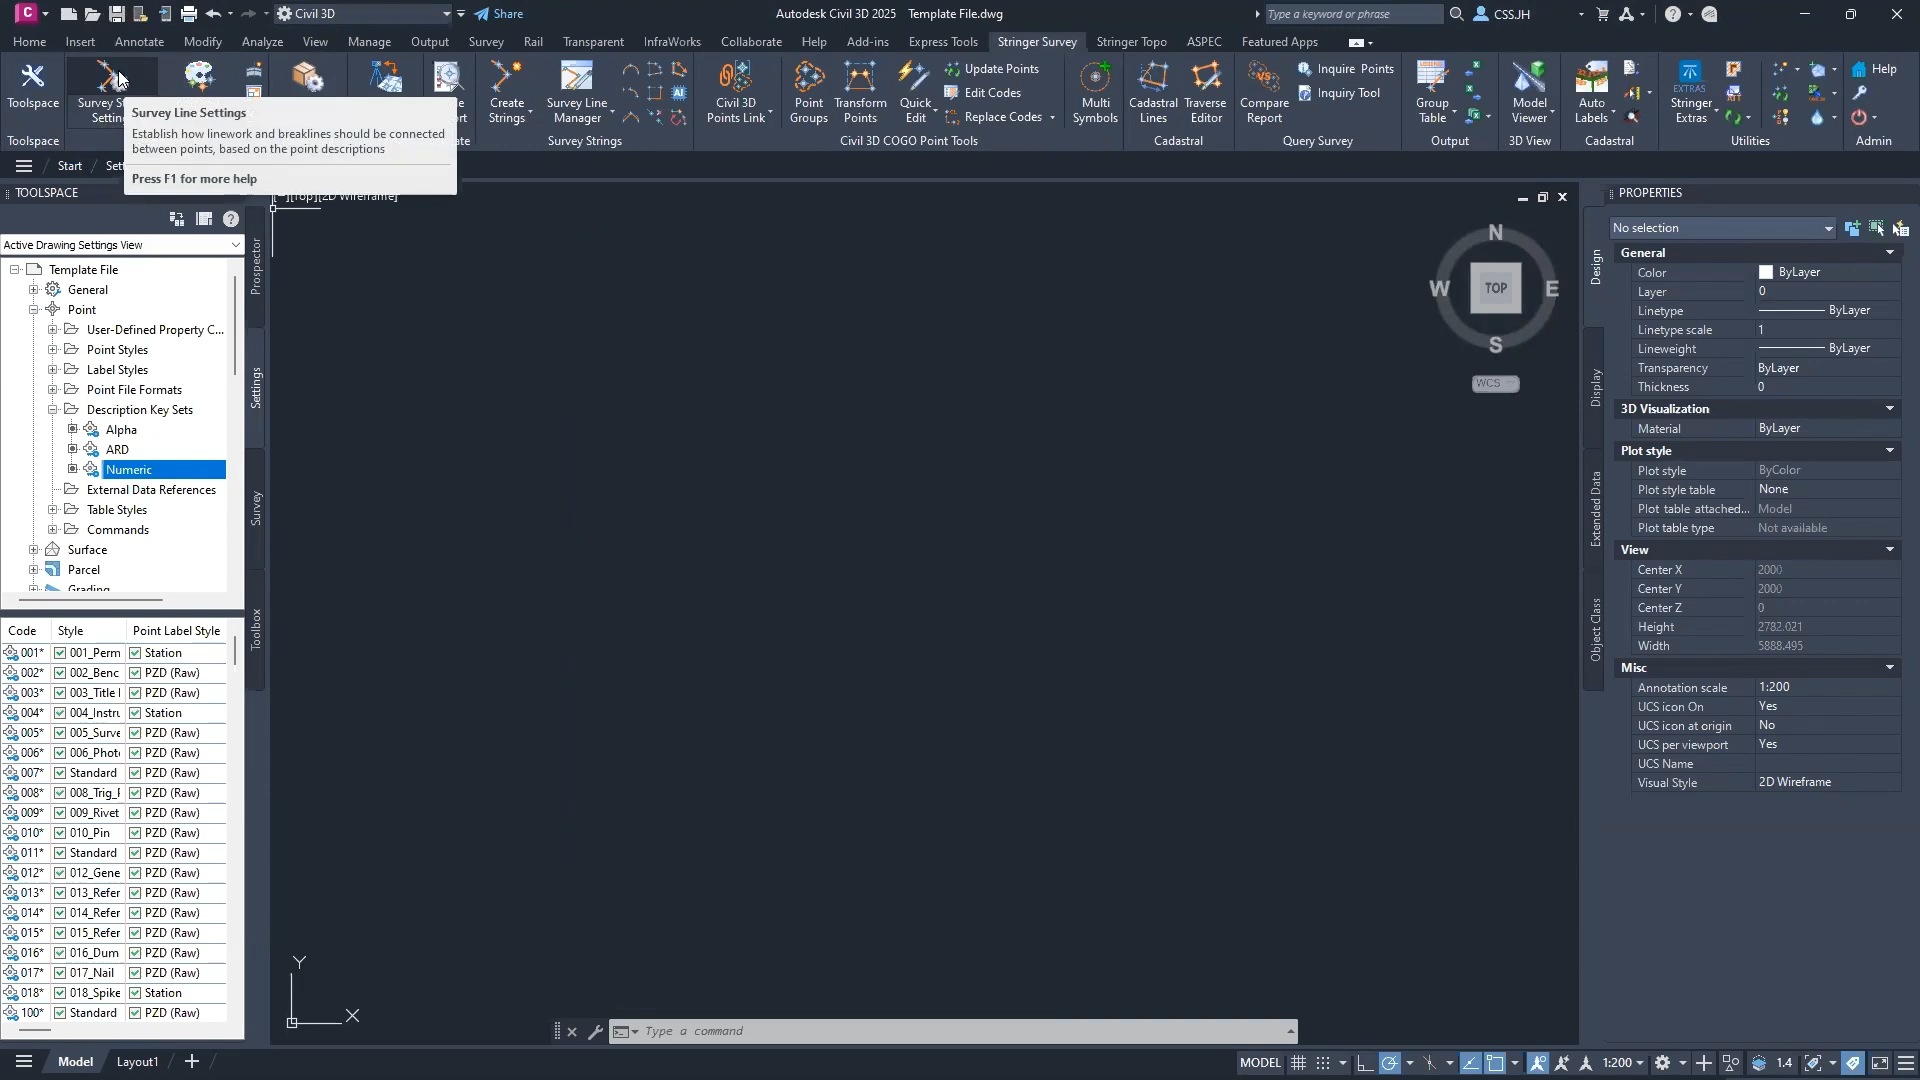 Civil 3D
Share
Autodesk Civil 3D 2025 Template File.dwg
Type a keyword or phrase
CSSJH
Home Insert Annotate Modify Analyze View Manage Output Survey Rail Transparent InfraWorks Collaborate Help Add-ins Express Tools Stringer Survey Stringer Topo ASPEC Featured Apps
Toolspace
Create
Strings
Survey Line
Manager
Civil 3D
Points Link
Point
Groups
Transform
Points
Quick
Edit
Update Points
Edit Codes
Replace Codes
Multi
Symbols
Cadastral
Lines
Traverse
Editor
Compare
Report
Inquire Points
Inquiry Tool
Group
Table
Model
Viewer
Auto
Labels
EXTRAS
Stringer
Extras
Help
Toolspace
Survey Strings
Civil 3D COGO Point Tools
Cadastral
Query Survey
Output
3D View
Cadastral
Utilities
Admin
Survey Line Settings
Establish how linework and breaklines should be connected
between points, based on the point descriptions
Press F1 for more help
Start
TOOLSPACE
Active Drawing Settings View
Template File
General
Point
User-Defined Property C...
Point Styles
Label Styles
Point File Formats
Description Key Sets
Alpha
ARD
Numeric
External Data References
Table Styles
Commands
Surface
Parcel
Grading
Prospector
Settings
Survey
Toolbox
Code Style Point Label Style
001* 001_Perm Station
002* 002_Benc PZD (Raw)
003* 003_Title PZD (Raw)
004* 004_Instru Station
005* 005_Surve PZD (Raw)
006* 006_Phot PZD (Raw)
007* Standard PZD (Raw)
008* 008_Trig_ PZD (Raw)
009* 009_Rivet PZD (Raw)
010* 010_Pin PZD (Raw)
011* Standard PZD (Raw)
012* 012_Gene PZD (Raw)
013* 013_Refer PZD (Raw)
014* 014_Refer PZD (Raw)
015* 015_Refer PZD (Raw)
016* 016_Dum PZD (Raw)
017* 017_Nail PZD (Raw)
018* 018_Spike Station
100* Standard PZD (Raw)
[Top][2D Wireframe]
N
W TOP E
S
WCS
Y
X
Type a command
PROPERTIES
No selection
Design
Display
Extended Data
Object Class
General
Color ByLayer
Layer 0
Linetype ByLayer
Linetype scale 1
Lineweight ByLayer
Transparency ByLayer
Thickness 0
3D Visualization
Material ByLayer
Plot style
Plot style ByColor
Plot style table None
Plot table attached... Model
Plot table type Not available
View
Center X 2000
Center Y 2000
Center Z 0
Height 2782.021
Width 5888.495
Misc
Annotation scale 1:200
UCS icon On Yes
UCS icon at origin No
UCS per viewport Yes
UCS Name
Visual Style 2D Wireframe
Model Layout1
MODEL 1:200 1.4